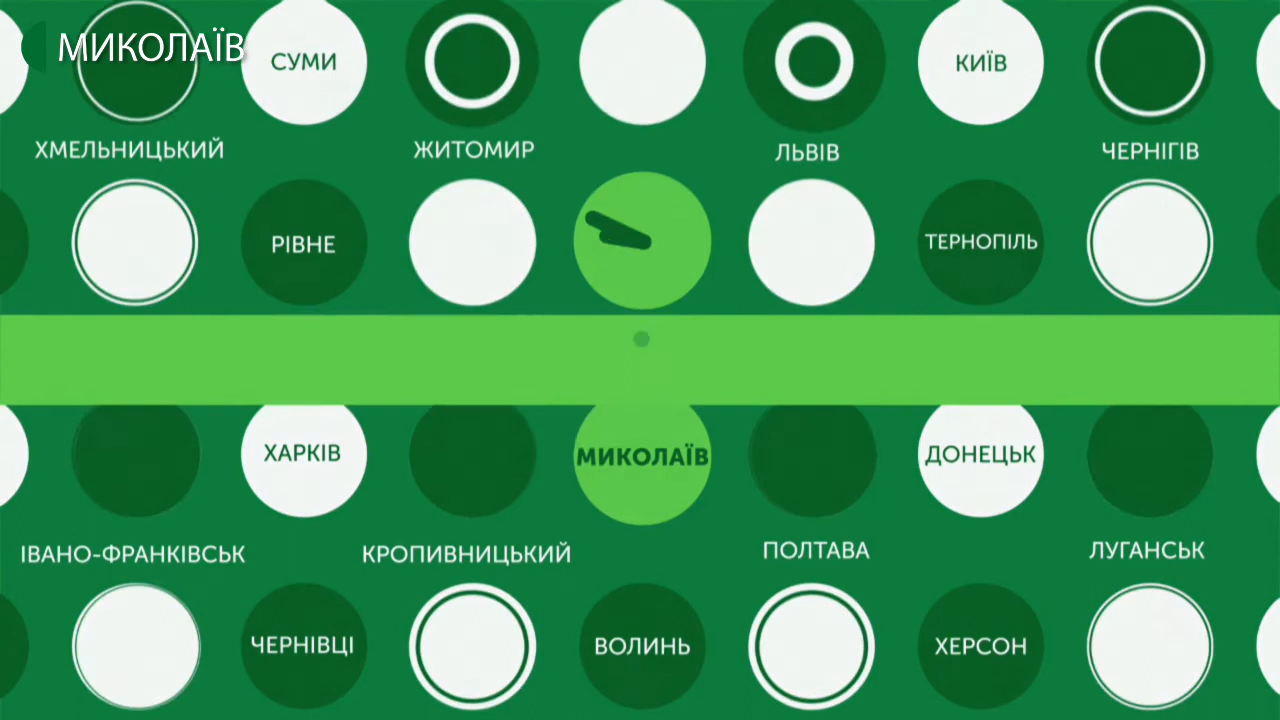 МИКОЛАЇВ
СУМИ
КИЇВ
ХМЕЛЬНИЦЬКИЙ
ЖИТОМИР
ЛЬВІВ
ЧЕРНІГІВ
РІВНЕ
ТЕРНОПІЛЬ
ХАРКІВ
МИКОЛАЇВ
ДОНЕЦЬК
ІВАНО-ФРАНКІВСЬК
КРОПИВНИЦЬКИЙ
ПОЛТАВА
ЛУГАНСЬК
ЧЕРНІВЦІ
ВОЛИНЬ
ХЕРСОН